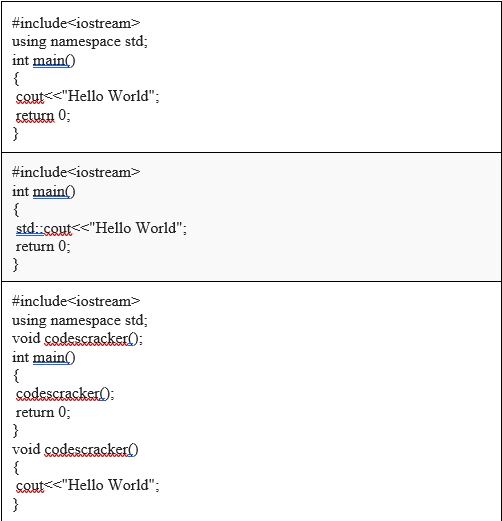 #include<iostream>
using namespace std;
int main()
{
cout<<"Hello World";
return 0;
}
#include<iostream>
int main()
{
std::cout<<"Hello World";
return 0;
}
#include<iostream>
using namespace std;
void codescracker();
int main()
{
codescracker();
return 0;
}
void codescracker()
{
cout<<"Hello World";
}